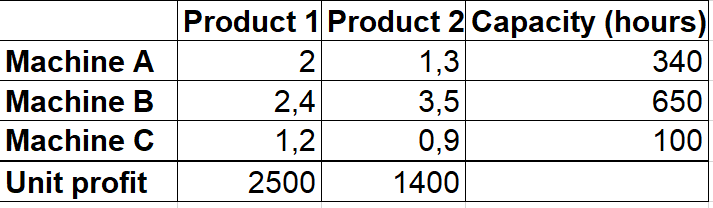 Product 1 Product 2 Capacity (hours)
Machine A 2 1,3 340
Machine B 2,4 3,5 650
Machine C 1,2 0,9 100
Unit profit 2500 1400